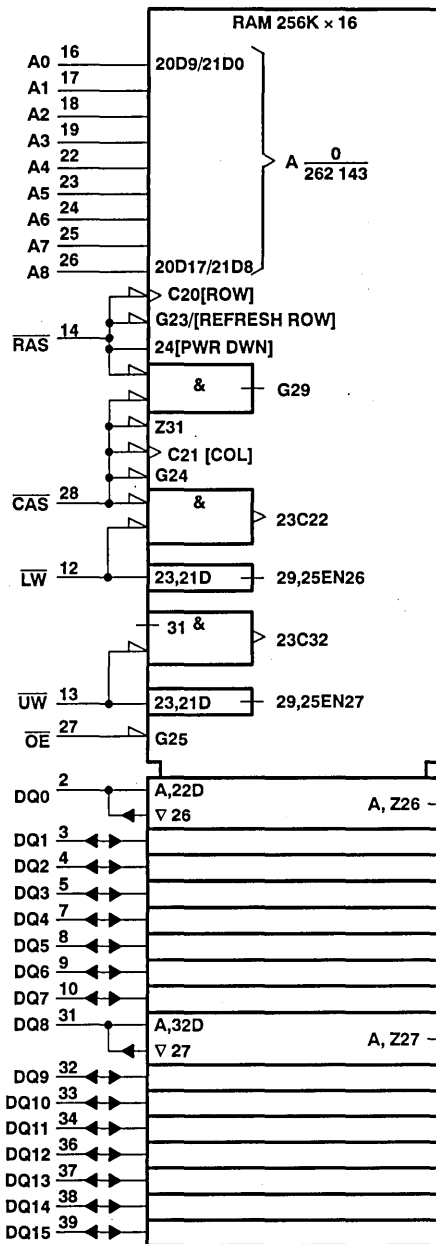 RAM 256K × 16
A0 16 20D9/21D0
A1 17
A2 18
A3 19
A4 22
A5 23
A6 24
A7 25
A8 26 20D17/21D8
A 0
262 143
C20[ROW]
G23/[REFRESH ROW]
RAS 14 24[PWR DWN]
& G29
Z31
C21 [COL]
G24
CAS 28 & 23C22
LW 12 23,21D 29,25EN26
31 & 23C32
UW 13 23,21D 29,25EN27
OE 27 G25
DQ0 2 A,22D A, Z26
∇ 26
DQ1 3
DQ2 4
DQ3 5
DQ4 7
DQ5 8
DQ6 9
DQ7 10
DQ8 31 A,32D A, Z27
∇ 27
DQ9 32
DQ10 33
DQ11 34
DQ12 36
DQ13 37
DQ14 38
DQ15 39